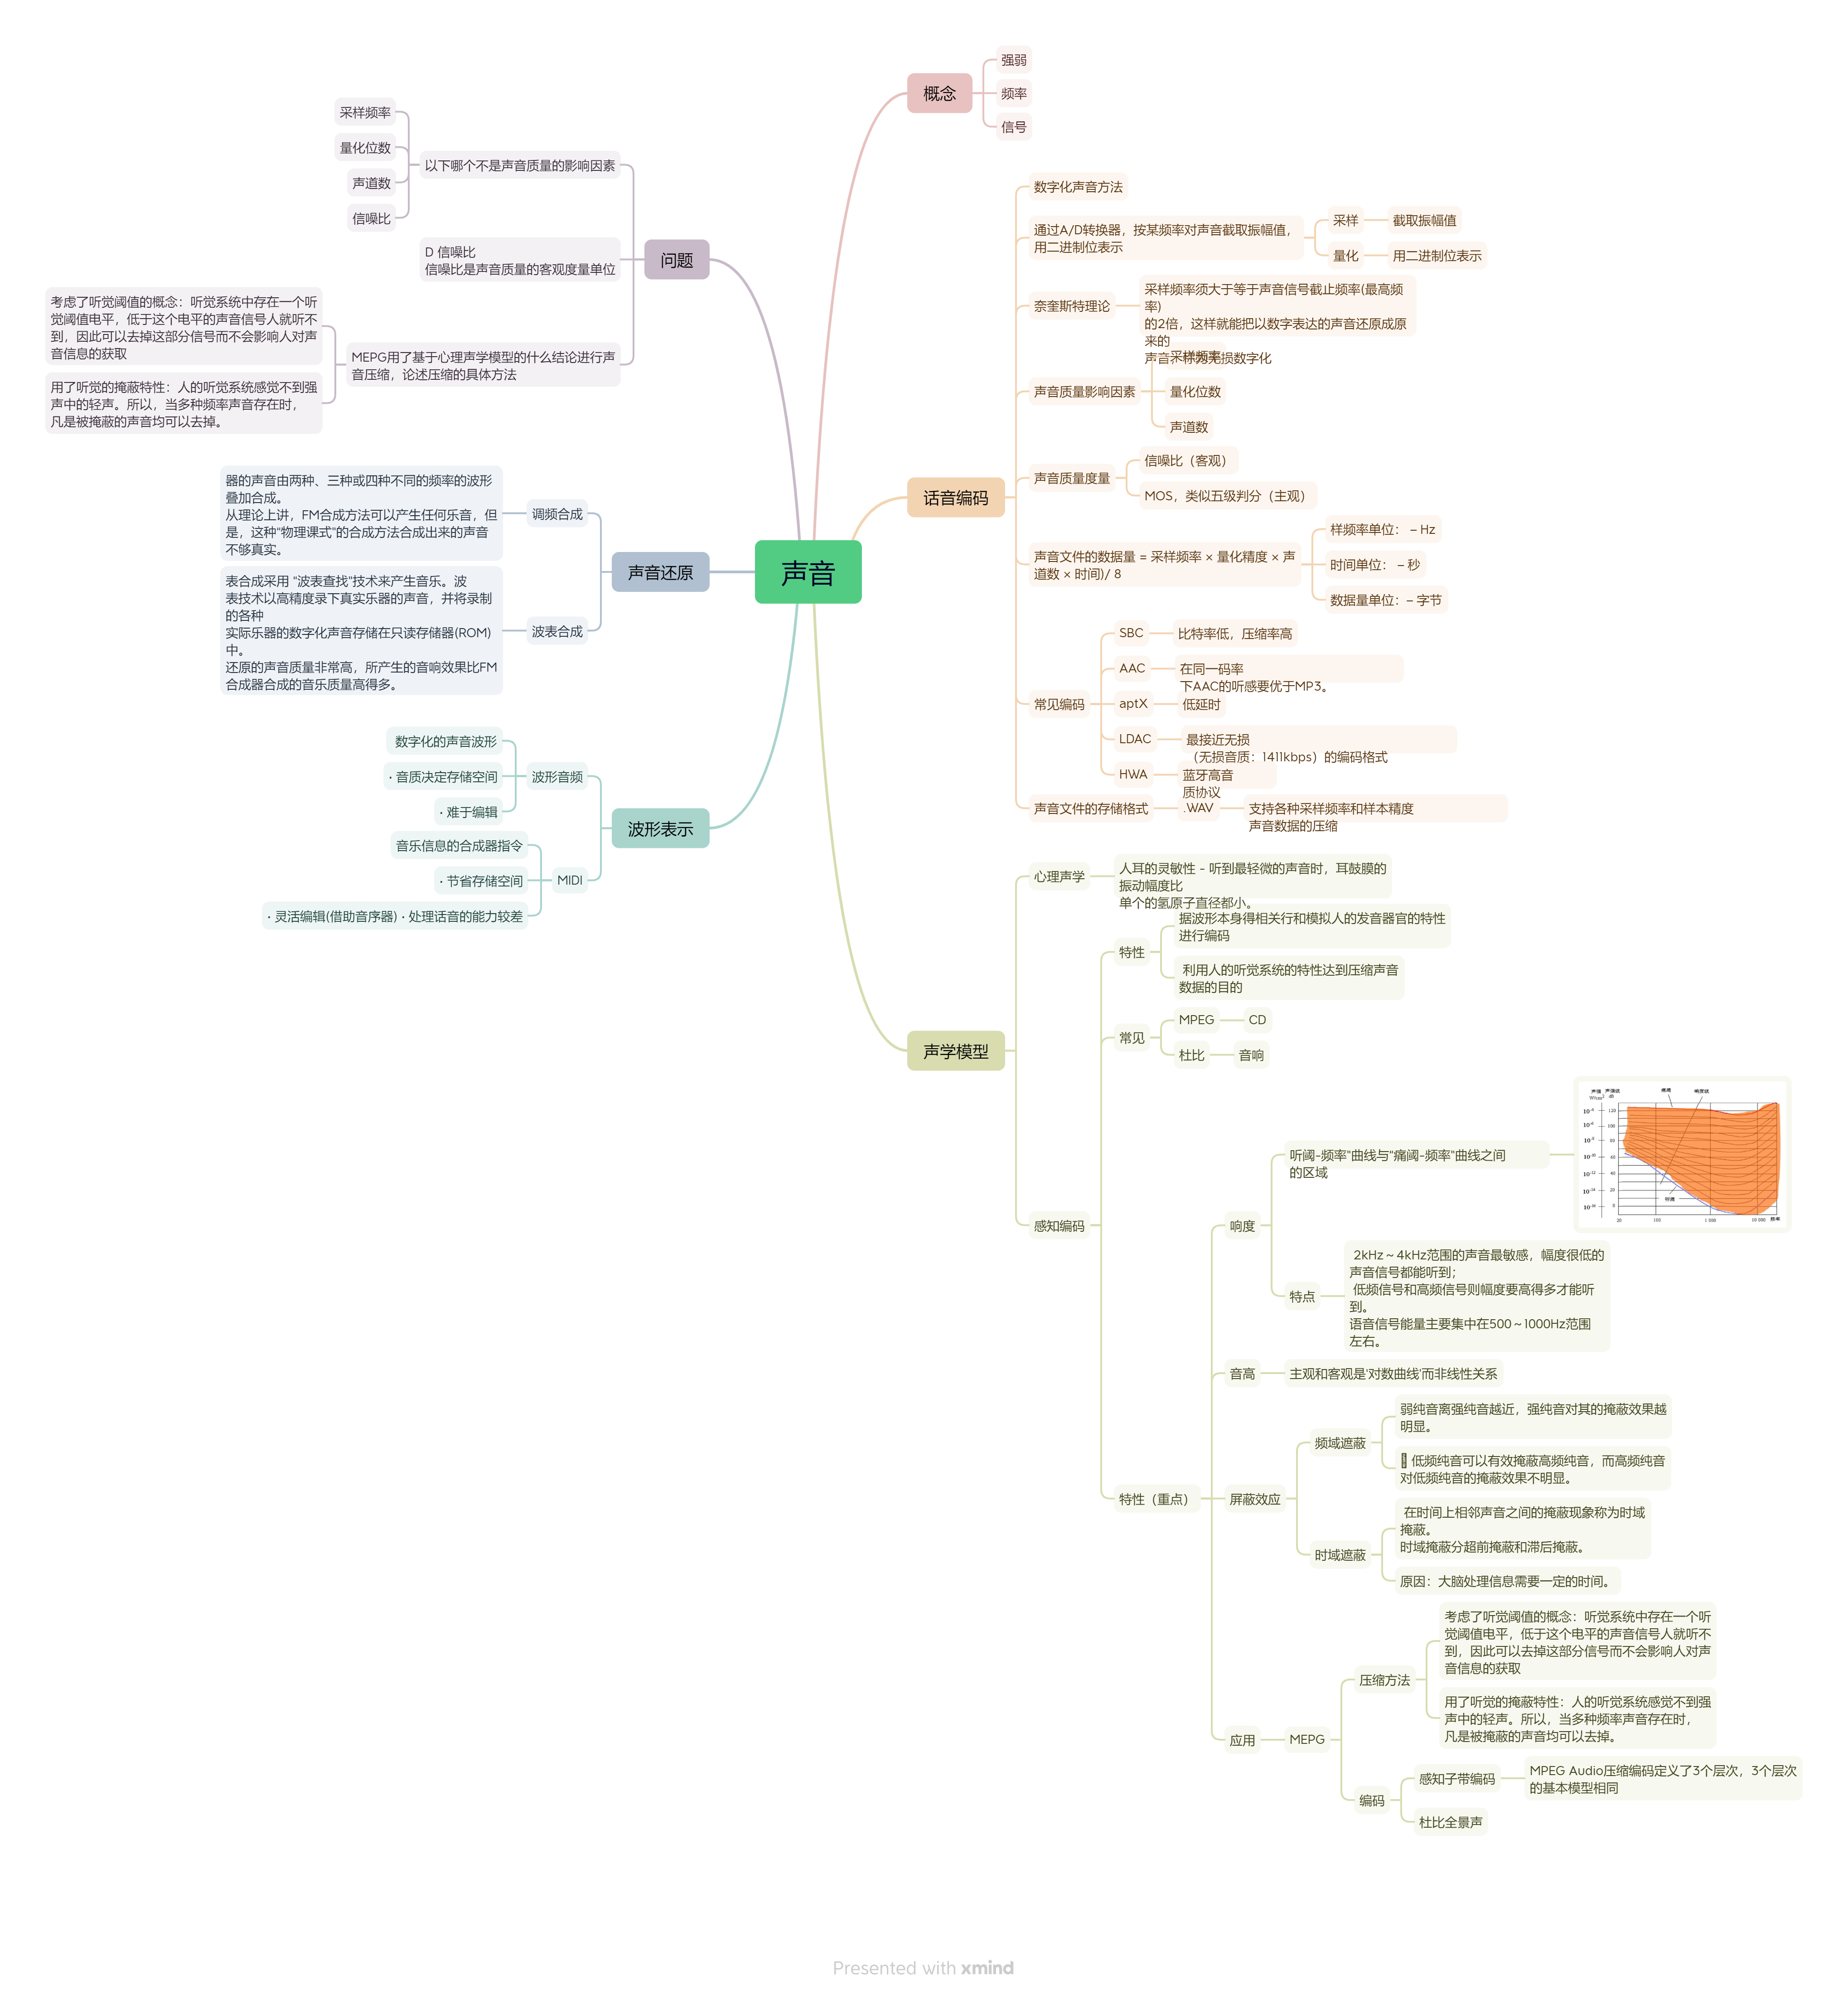 声音
概念
强弱
频率
信号
话音编码
数字化声音方法
通过A/D转换器，按某频率对声音截取振幅值，
用二进制位表示
采样
截取振幅值
量化
用二进制位表示
奈奎斯特理论
采样频率须大于等于声音信号截止频率(最高频
率)
的2倍，这样就能把以数字表达的声音还原成原
来的
声音。称为无损数字化
声音质量影响因素
采样频率
量化位数
声道数
声音质量度量
信噪比（客观）
MOS，类似五级判分（主观）
声音文件的数据量 = 采样频率 × 量化精度 × 声
道数 × 时间)/ 8
样频率单位： – Hz
时间单位： – 秒
数据量单位：– 字节
常见编码
SBC
比特率低，压缩率高
AAC
在同一码率
下AAC的听感要优于MP3。
aptX
低延时
LDAC
最接近无损
（无损音质：1411kbps）的编码格式
HWA
蓝牙高音
质协议
声音文件的存储格式
.WAV
支持各种采样频率和样本精度
声音数据的压缩
声学模型
心理声学
人耳的灵敏性 - 听到最轻微的声音时，耳鼓膜的
振动幅度比
单个的氢原子直径都小。
感知编码
特性
据波形本身得相关行和模拟人的发音器官的特性
进行编码
利用人的听觉系统的特性达到压缩声音
数据的目的
常见
MPEG
CD
杜比
音响
特性（重点）
响度
听阈-频率"曲线与"痛阈-频率"曲线之间
的区域
声强 声强级
W/cm² dB
痛阈
响度级
10⁻⁴ 120
10⁻⁶ 100
10⁻⁸ 80
10⁻¹⁰ 60
10⁻¹² 40
10⁻¹⁴ 20
10⁻¹⁶ 0
听阈
20 100 1 000 10 000 频率
特点
2kHz～4kHz范围的声音最敏感，幅度很低的
声音信号都能听到；
低频信号和高频信号则幅度要高得多才能听
到。
语音信号能量主要集中在500～1000Hz范围
左右。
音高
主观和客观是'对数曲线'而非线性关系
屏蔽效应
频域遮蔽
弱纯音离强纯音越近，强纯音对其的掩蔽效果越
明显。
低频纯音可以有效掩蔽高频纯音，而高频纯音
对低频纯音的掩蔽效果不明显。
时域遮蔽
在时间上相邻声音之间的掩蔽现象称为时域
掩蔽。
时域掩蔽分超前掩蔽和滞后掩蔽。
原因：大脑处理信息需要一定的时间。
应用
MEPG
压缩方法
考虑了听觉阈值的概念：听觉系统中存在一个听
觉阈值电平，低于这个电平的声音信号人就听不
到，因此可以去掉这部分信号而不会影响人对声
音信息的获取
用了听觉的掩蔽特性：人的听觉系统感觉不到强
声中的轻声。所以，当多种频率声音存在时，
凡是被掩蔽的声音均可以去掉。
编码
感知子带编码
MPEG Audio压缩编码定义了3个层次，3个层次
的基本模型相同
杜比全景声
问题
以下哪个不是声音质量的影响因素
采样频率
量化位数
声道数
信噪比
D 信噪比
信噪比是声音质量的客观度量单位
MEPG用了基于心理声学模型的什么结论进行声
音压缩，论述压缩的具体方法
考虑了听觉阈值的概念：听觉系统中存在一个听
觉阈值电平，低于这个电平的声音信号人就听不
到，因此可以去掉这部分信号而不会影响人对声
音信息的获取
用了听觉的掩蔽特性：人的听觉系统感觉不到强
声中的轻声。所以，当多种频率声音存在时，
凡是被掩蔽的声音均可以去掉。
声音还原
调频合成
器的声音由两种、三种或四种不同的频率的波形
叠加合成。
从理论上讲，FM合成方法可以产生任何乐音，但
是，这种"物理课式"的合成方法合成出来的声音
不够真实。
波表合成
表合成采用 "波表查找"技术来产生音乐。波
表技术以高精度录下真实乐器的声音，并将录制
的各种
实际乐器的数字化声音存储在只读存储器(ROM)
中。
还原的声音质量非常高，所产生的音响效果比FM
合成器合成的音乐质量高得多。
波形表示
波形音频
数字化的声音波形
· 音质决定存储空间
· 难于编辑
MIDI
音乐信息的合成器指令
· 节省存储空间
· 灵活编辑(借助音序器) · 处理话音的能力较差
Presented with xmind